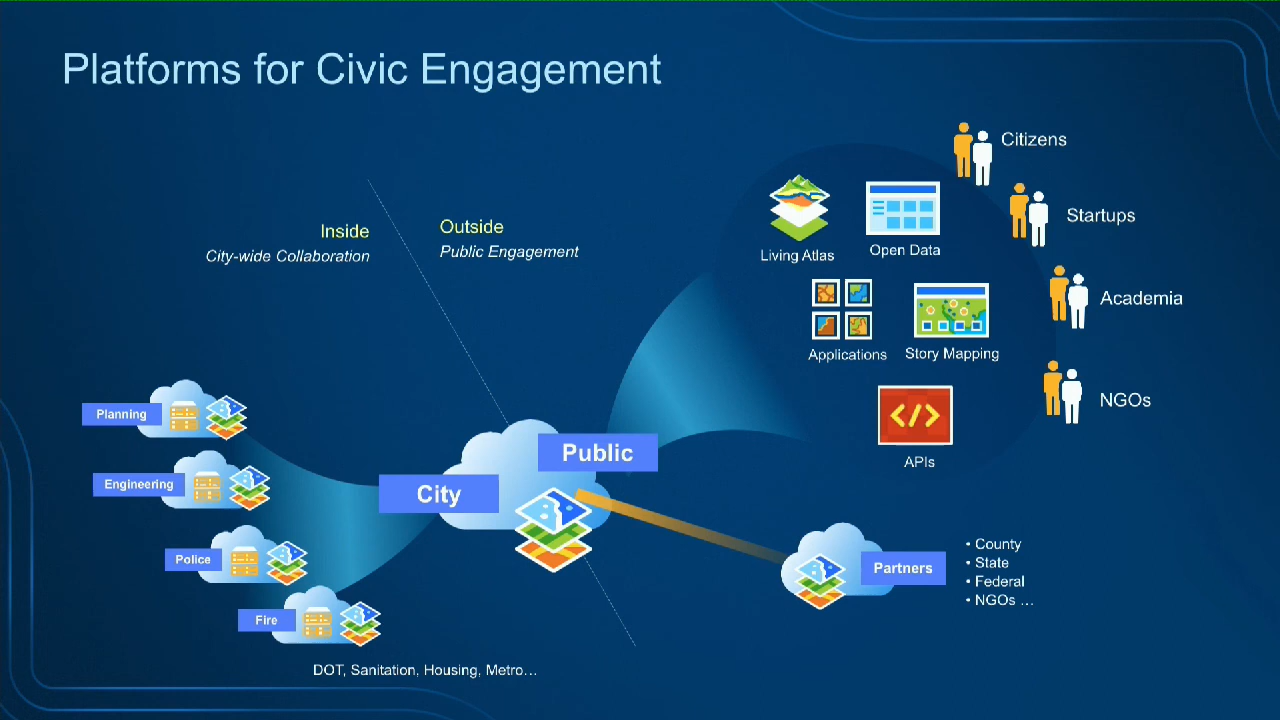 Platforms for Civic Engagement
Inside
City-wide Collaboration
Outside
Public Engagement
Citizens
Startups
Academia
NGOs
Living Atlas
Open Data
Applications
Story Mapping
</>
APIs
Planning
Engineering
Police
Fire
DOT, Sanitation, Housing, Metro…
City
Public
Partners
• County
• State
• Federal
• NGOs …